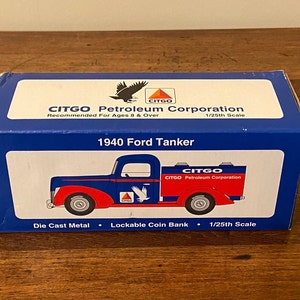 CITGO
CITGO Petroleum Corporation
Recommended For Ages 8 & Over
1/25th Scale
1940 Ford Tanker
CITGO
CITGO Petroleum Corporation
Die Cast Metal • Lockable Coin Bank • 1/25th Scale